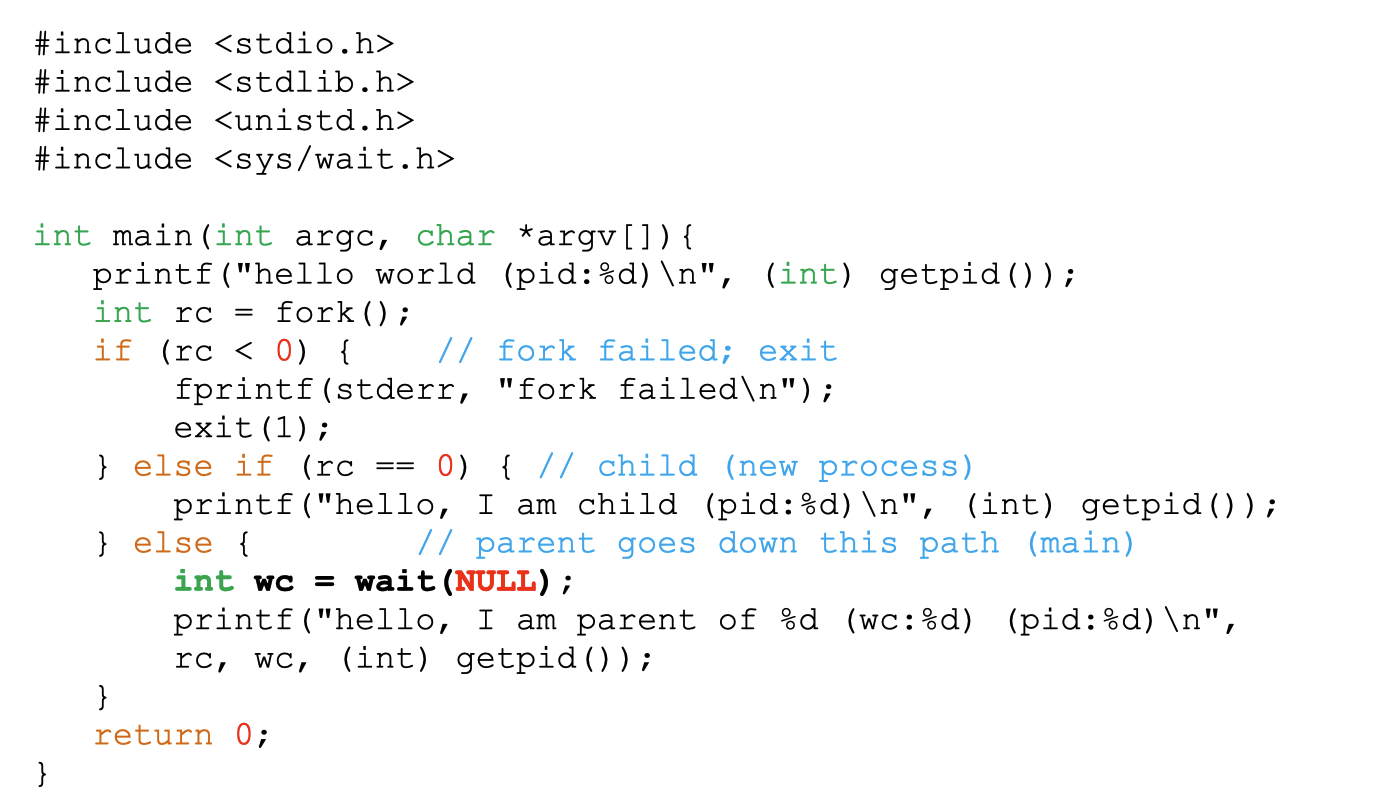 #include <stdio.h>
#include <stdlib.h>
#include <unistd.h>
#include <sys/wait.h>

int main(int argc, char *argv[]){
   printf("hello world (pid:%d)\n", (int) getpid());
   int rc = fork();
   if (rc < 0) {    // fork failed; exit
       fprintf(stderr, "fork failed\n");
       exit(1);
   } else if (rc == 0) { // child (new process)
       printf("hello, I am child (pid:%d)\n", (int) getpid());
   } else {        // parent goes down this path (main)
       int wc = wait(NULL);
       printf("hello, I am parent of %d (wc:%d) (pid:%d)\n",
       rc, wc, (int) getpid());
   }
   return 0;
}